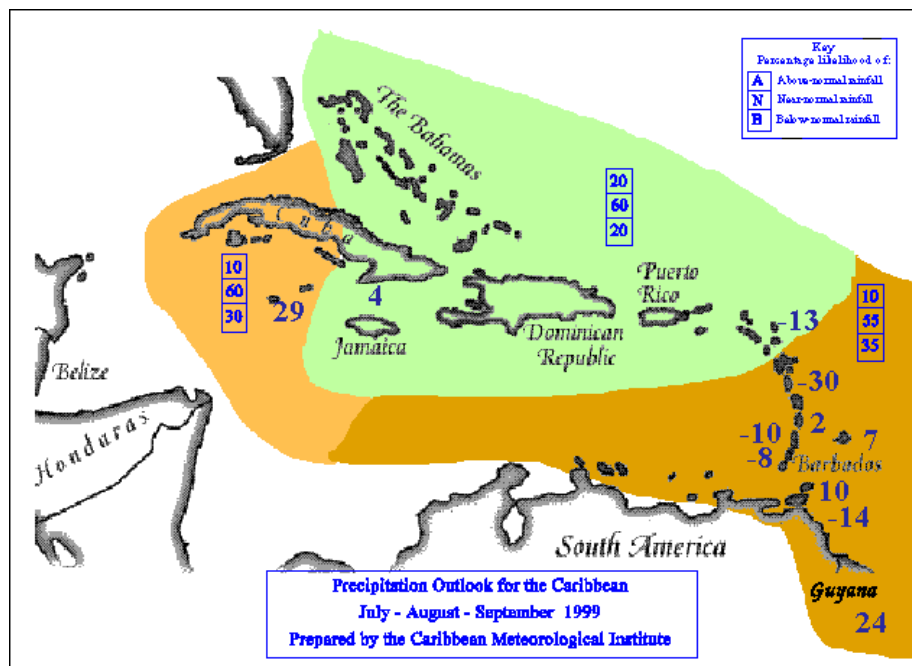 Key
Percentage likelihood of:
A Above-normal rainfall
N Near-normal rainfall
B Below-normal rainfall
The Bahamas
20
60
20
Cuba
10
60
30
29
4
Puerto
Rico
10
55
35
-13
Jamaica
Dominican
Republic
Belize
-30
2
Honduras
-10
7
-8
Barbados
10
-14
South America
Guyana
24
Precipitation Outlook for the Caribbean
July - August - September 1999
Prepared by the Caribbean Meteorological Institute